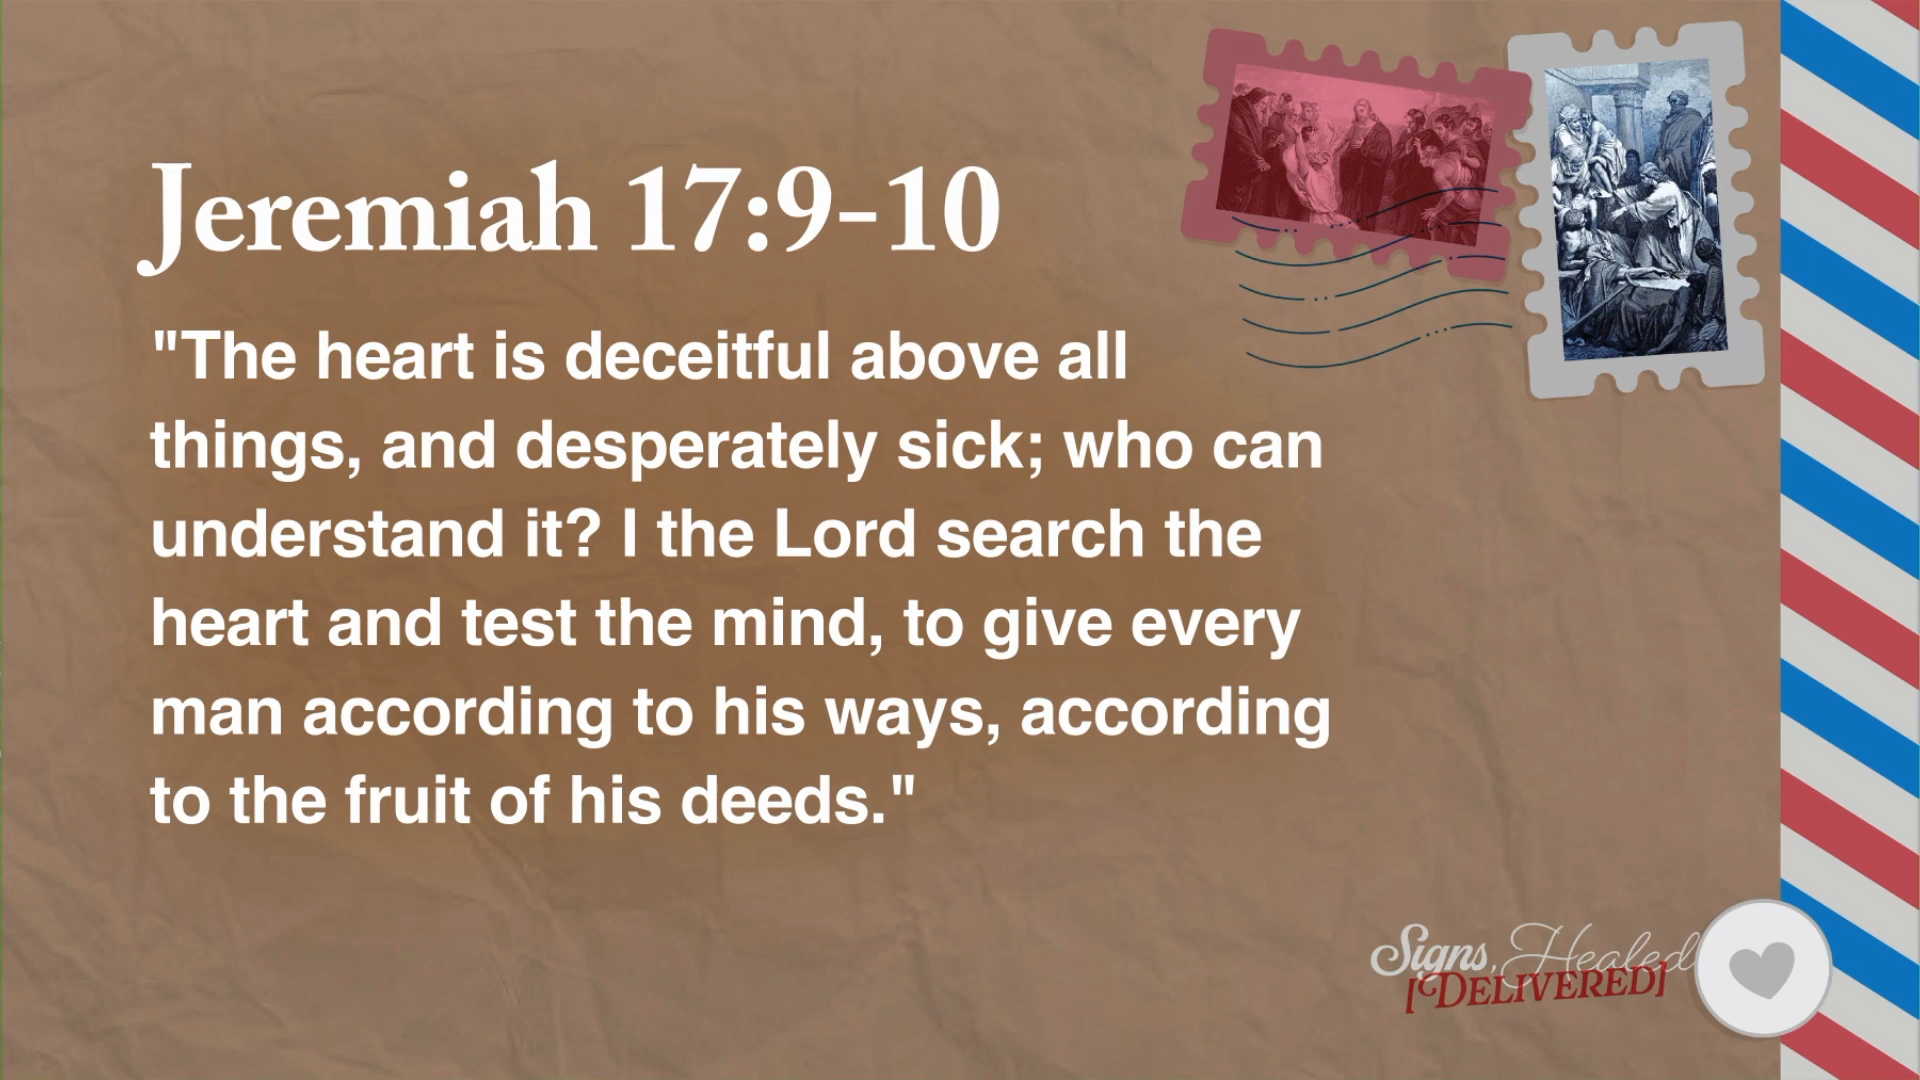 Jeremiah 17:9-10
"The heart is deceitful above all
things, and desperately sick; who can
understand it? I the Lord search the
heart and test the mind, to give every
man according to his ways, according
to the fruit of his deeds."
Signs, Healed
[DELIVERED]